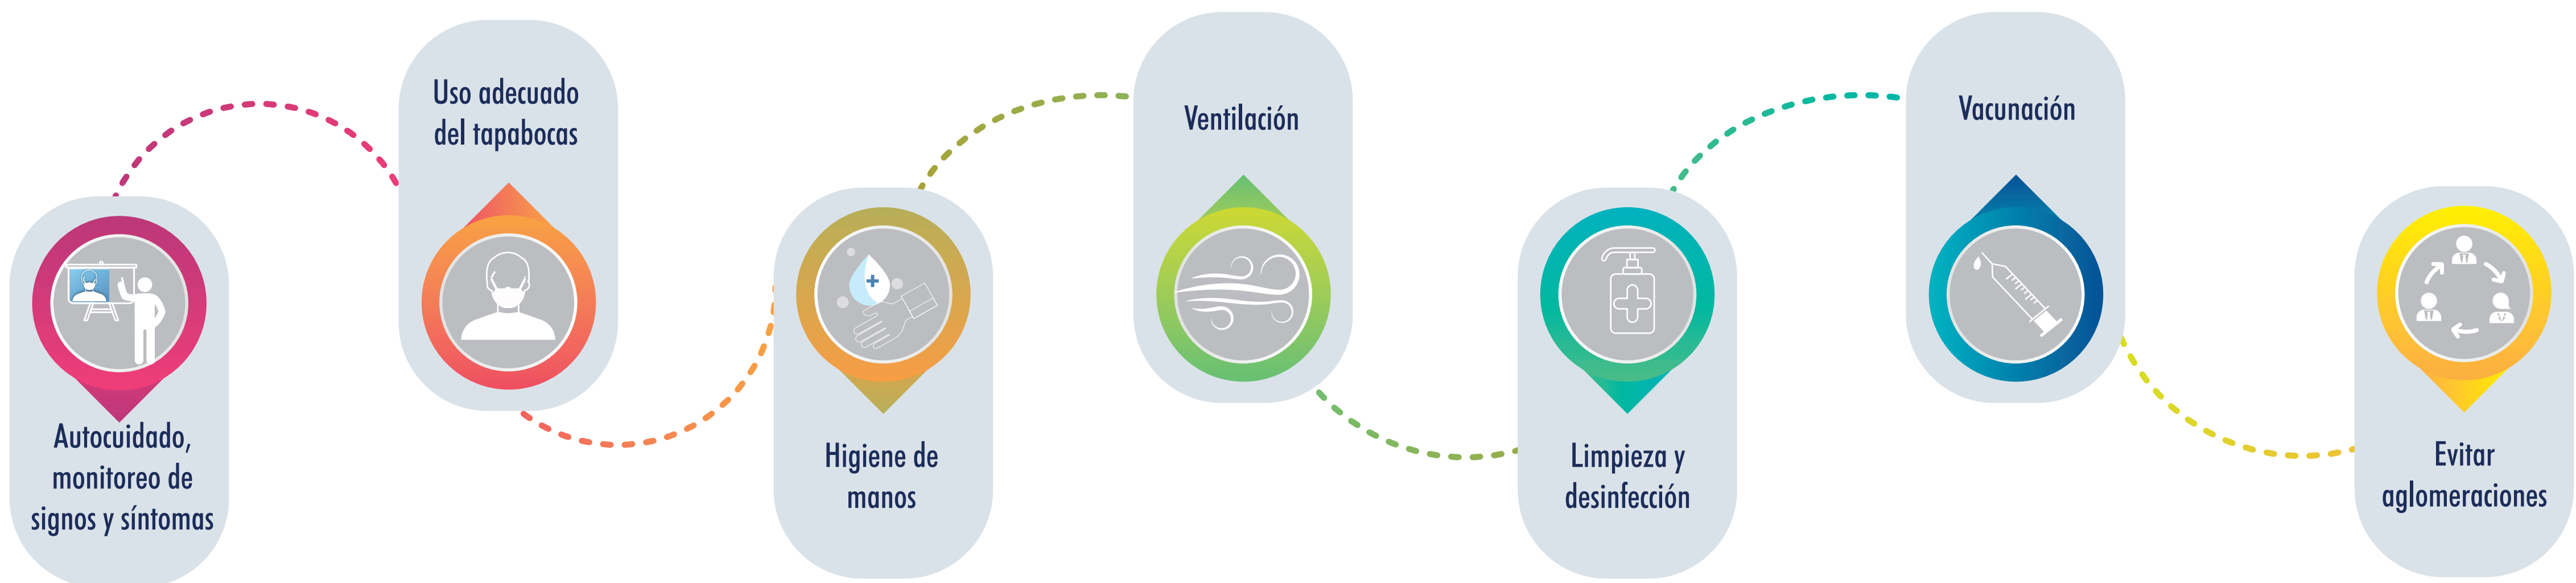 Autocuidado,
monitoreo de
signos y síntomas
Uso adecuado
del tapabocas
Higiene de
manos
Ventilación
Limpieza y
desinfección
Vacunación
Evitar
aglomeraciones